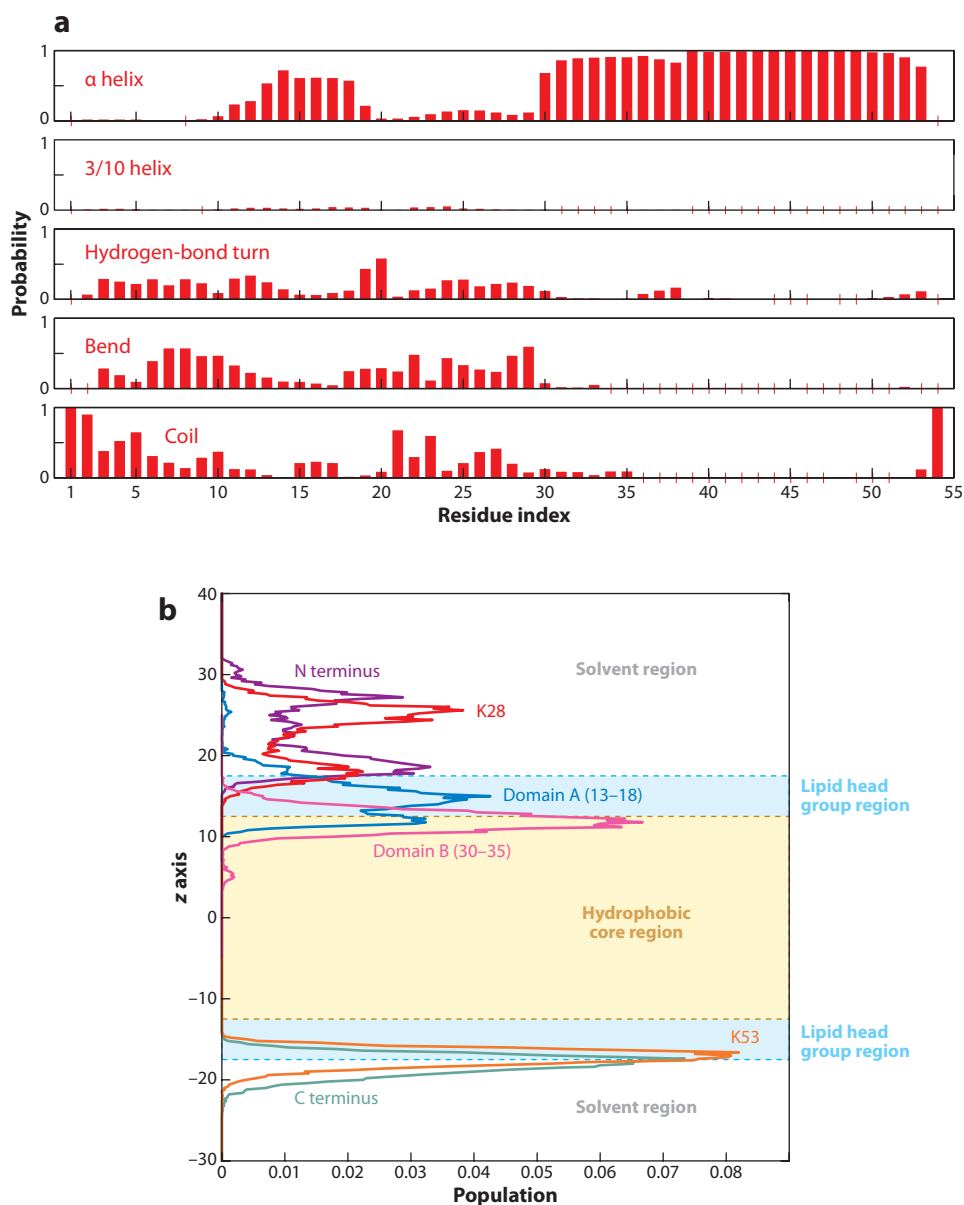 a
1
α helix
0
1
3/10 helix
0
Probability
1
Hydrogen-bond turn
0
1
Bend
0
1
Coil
0
1 5 10 15 20 25 30 35 40 45 50 55
Residue index
b
40
N terminus
Solvent region
30
K28
20
Domain A (13–18)
Lipid head
group region
10
Domain B (30–35)
z axis
0
Hydrophobic
core region
−10
K53
Lipid head
group region
−20
C terminus
Solvent region
−30
0 0.01 0.02 0.03 0.04 0.05 0.06 0.07 0.08
Population